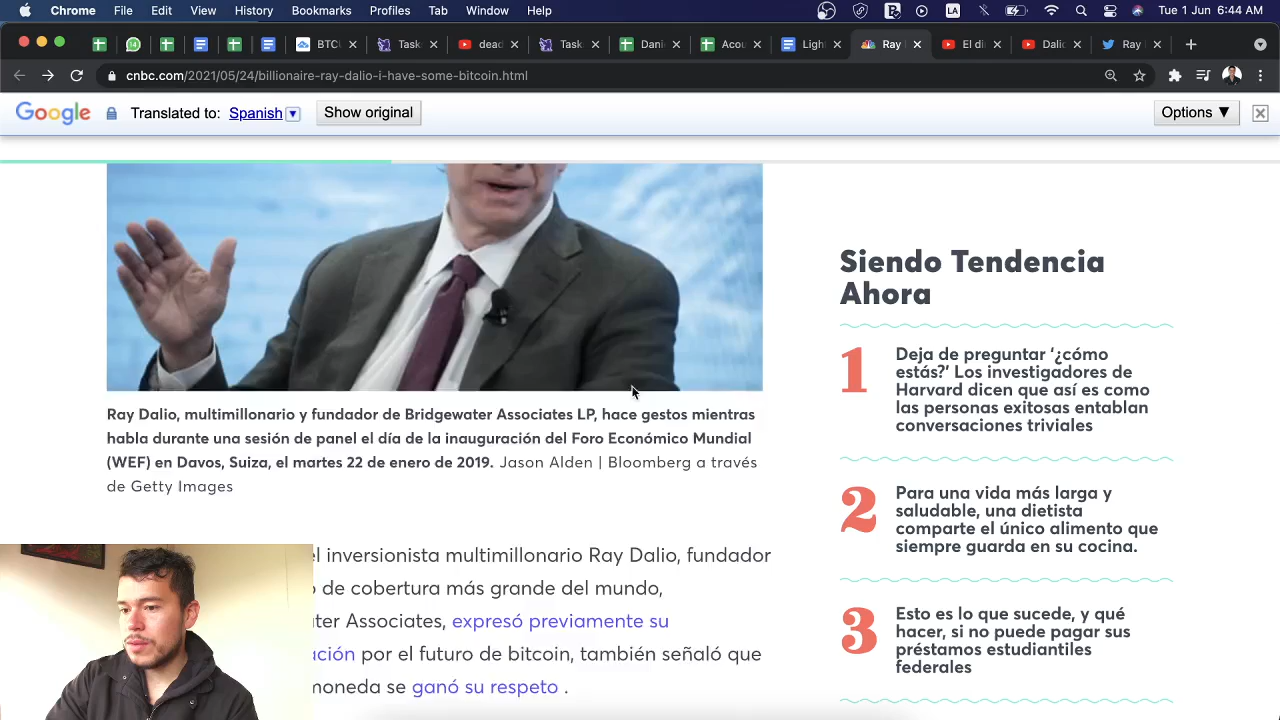 Chrome File Edit View History Bookmarks Profiles Tab Window Help LA Tue 1 Jun 6:44 AM
BTC Task dead Task Dani Acou Light Ray El di Dalio Ray
cnbc.com/2021/05/24/billionaire-ray-dalio-i-have-some-bitcoin.html
Google Translated to: Spanish Show original Options ▼
Siendo Tendencia
Ahora
1 Deja de preguntar ‘¿cómo
estás?’ Los investigadores de
Harvard dicen que así es como
las personas exitosas entablan
conversaciones triviales
2 Para una vida más larga y
saludable, una dietista
comparte el único alimento que
siempre guarda en su cocina.
3 Esto es lo que sucede, y qué
hacer, si no puede pagar sus
préstamos estudiantiles
federales
Ray Dalio, multimillonario y fundador de Bridgewater Associates LP, hace gestos mientras
habla durante una sesión de panel el día de la inauguración del Foro Económico Mundial
(WEF) en Davos, Suiza, el martes 22 de enero de 2019. Jason Alden | Bloomberg a través
de Getty Images
el inversionista multimillonario Ray Dalio, fundador
de cobertura más grande del mundo,
ter Associates, expresó previamente su
ación por el futuro de bitcoin, también señaló que
moneda se ganó su respeto .